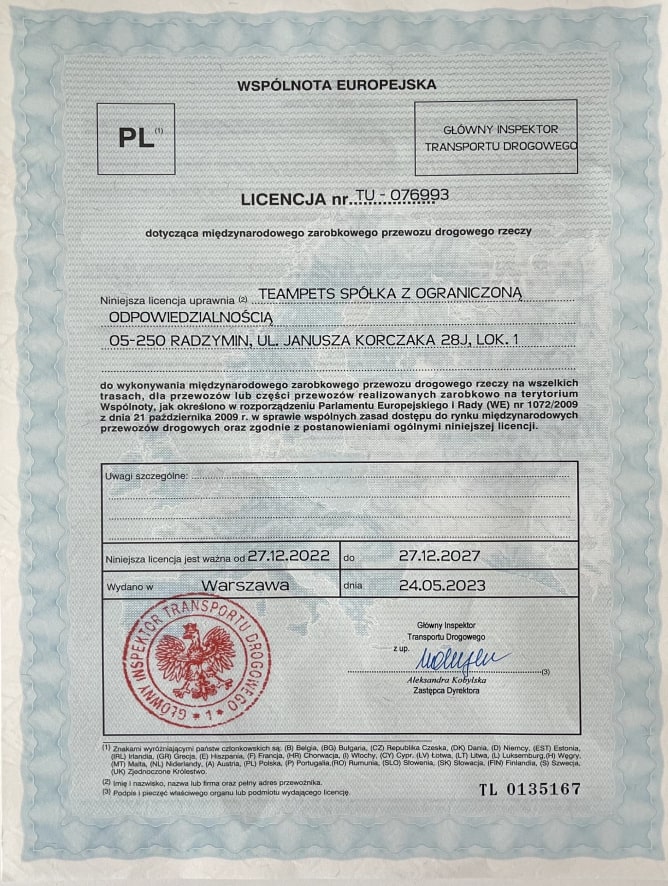 WSPÓLNOTA EUROPEJSKA
PL (1)
GŁÓWNY INSPEKTOR
TRANSPORTU DROGOWEGO
LICENCJA nr..TU - 076993
dotycząca międzynarodowego zarobkowego przewozu drogowego rzeczy
Niniejsza licencja uprawnia (2) TEAMPETS SPÓŁKA Z OGRANICZONĄ
ODPOWIEDZIALNOŚCIĄ
05-250 RADZYMIN, UL. JANUSZA KORCZAKA 28J, LOK. 1
do wykonywania międzynarodowego zarobkowego przewozu drogowego rzeczy na wszelkich
trasach, dla przewozów lub części przewozów realizowanych zarobkowo na terytorium
Wspólnoty, jak określono w rozporządzeniu Parlamentu Europejskiego i Rady (WE) nr 1072/2009
z dnia 21 października 2009 r. w sprawie wspólnych zasad dostępu do rynku międzynarodowych
przewozów drogowych oraz zgodnie z postanowieniami ogólnymi niniejszej licencji.
Uwagi szczególne:
Niniejsza licencja jest ważna od 27.12.2022 do 27.12.2027
Wydano w Warszawa dnia 24.05.2023
GŁÓWNY INSPEKTOR TRANSPORTU DROGOWEGO * 1 *
Główny Inspektor
Transportu Drogowego
z up.
(3)
Aleksandra Kobylska
Zastępca Dyrektora
(1) Znakami wyróżniającymi państw członkowskich są: (B) Belgia, (BG) Bułgaria, (CZ) Republika Czeska, (DK) Dania, (D) Niemcy, (EST) Estonia,
(IRL) Irlandia, (GR) Grecja, (E) Hiszpania, (F) Francja, (HR) Chorwacja, (I) Włochy, (CY) Cypr, (LV) Łotwa, (LT) Litwa, (L) Luksemburg,(H) Węgry,
(MT) Malta, (NL) Niderlandy, (A) Austria, (PL) Polska, (P) Portugalia,(RO) Rumunia, (SLO) Słowenia, (SK) Słowacja, (FIN) Finlandia, (S) Szwecja,
(UK) Zjednoczone Królestwo.
(2) Imię i nazwisko, nazwa lub firma oraz pełny adres przewoźnika.
(3) Podpis i pieczęć właściwego organu lub podmiotu wydającego licencję.
TL 0135167